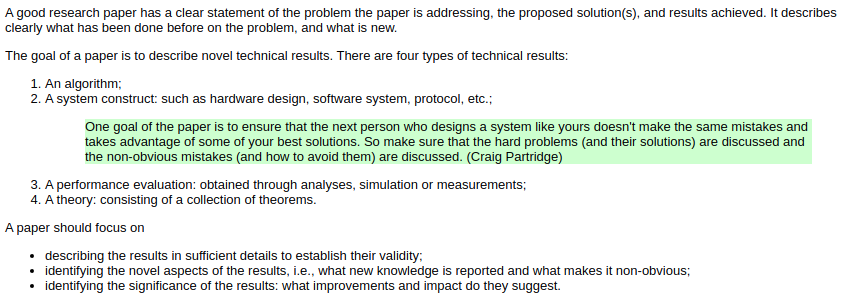 A good research paper has a clear statement of the problem the paper is addressing, the proposed solution(s), and results achieved. It describes
clearly what has been done before on the problem, and what is new.
The goal of a paper is to describe novel technical results. There are four types of technical results:
1. An algorithm;
2. A system construct: such as hardware design, software system, protocol, etc.;
One goal of the paper is to ensure that the next person who designs a system like yours doesn't make the same mistakes and
takes advantage of some of your best solutions. So make sure that the hard problems (and their solutions) are discussed and
the non-obvious mistakes (and how to avoid them) are discussed. (Craig Partridge)
3. A performance evaluation: obtained through analyses, simulation or measurements;
4. A theory: consisting of a collection of theorems.
A paper should focus on
• describing the results in sufficient details to establish their validity;
• identifying the novel aspects of the results, i.e., what new knowledge is reported and what makes it non-obvious;
• identifying the significance of the results: what improvements and impact do they suggest.